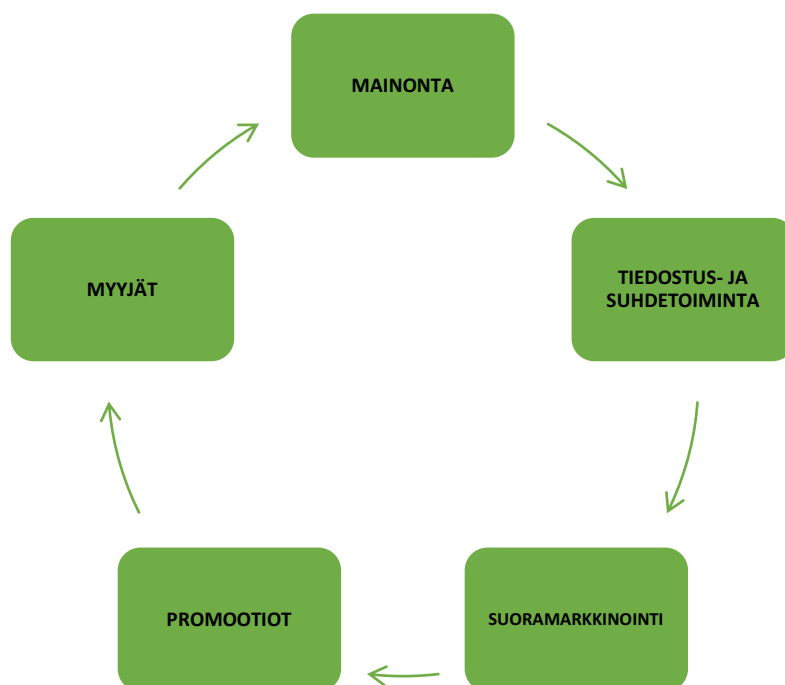 MAINONTA
TIEDOSTUS- JA
SUHDETOIMINTA
SUORAMARKKINOINTI
PROMOOTIOT
MYYJÄT